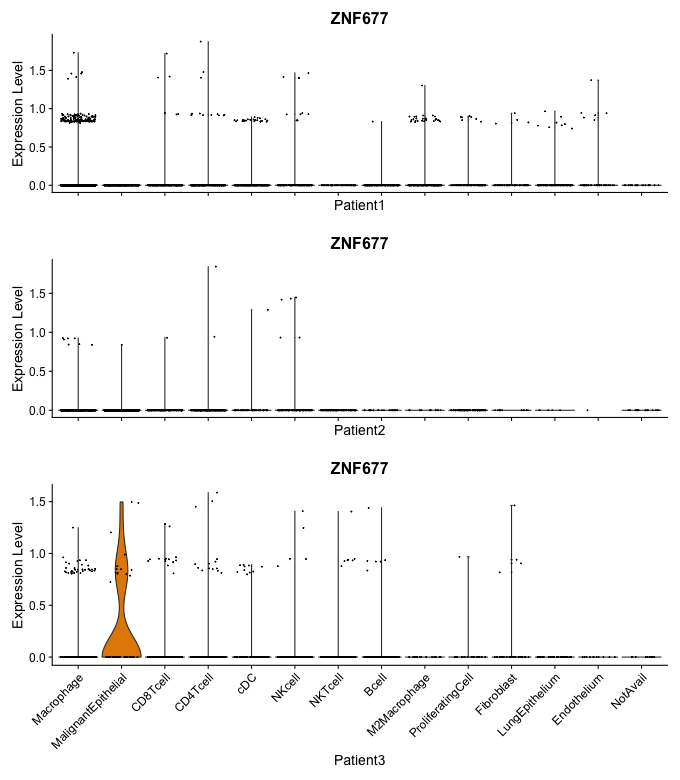 ZNF677
Expression Level
1.5
1.0
0.5
0.0
Patient1
ZNF677
Expression Level
1.5
1.0
0.5
0.0
Patient2
ZNF677
Expression Level
1.5
1.0
0.5
0.0
Macrophage
MalignantEpithelial
CD8Tcell
CD4Tcell
cDC
NKcell
NKTcell
Bcell
M2Macrophage
ProliferatingCell
Fibroblast
LungEpithelium
Endothelium
NotAvail
Patient3